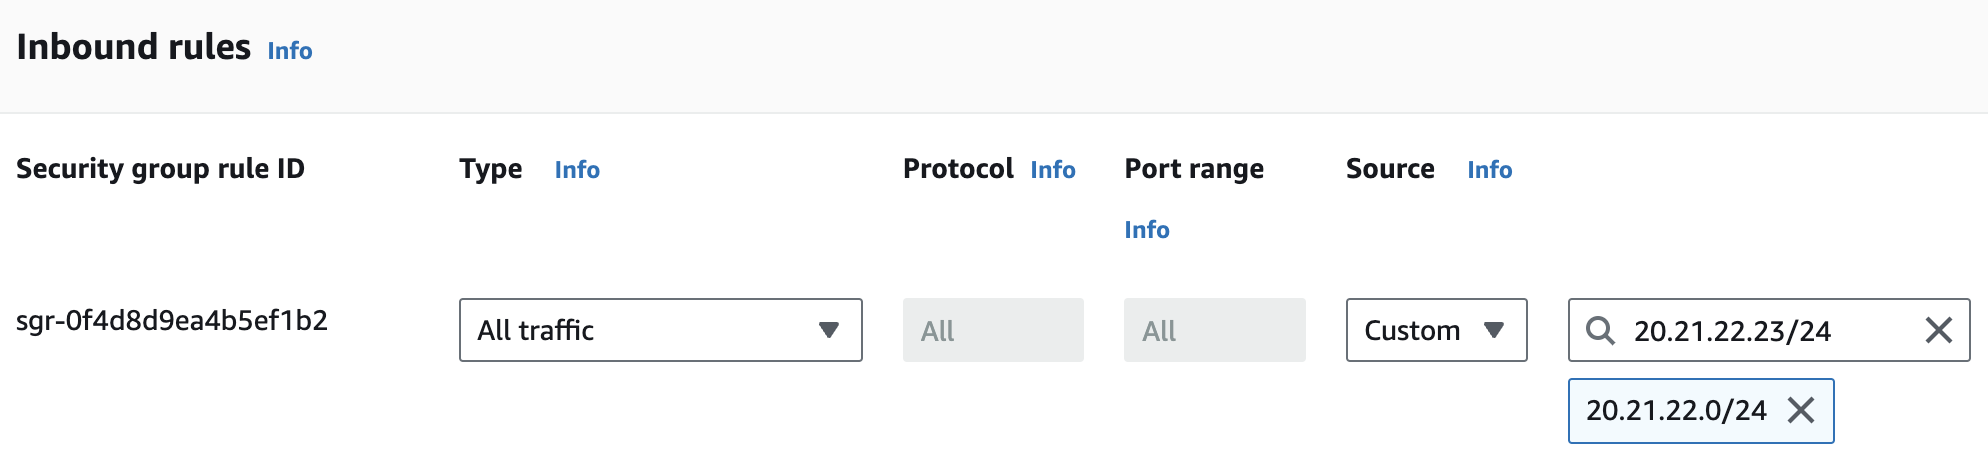 Inbound rules Info
Security group rule ID Type Info Protocol Info Port range Info Source Info
sgr-0f4d8d9ea4b5ef1b2 All traffic All All Custom 20.21.22.23/24
20.21.22.0/24